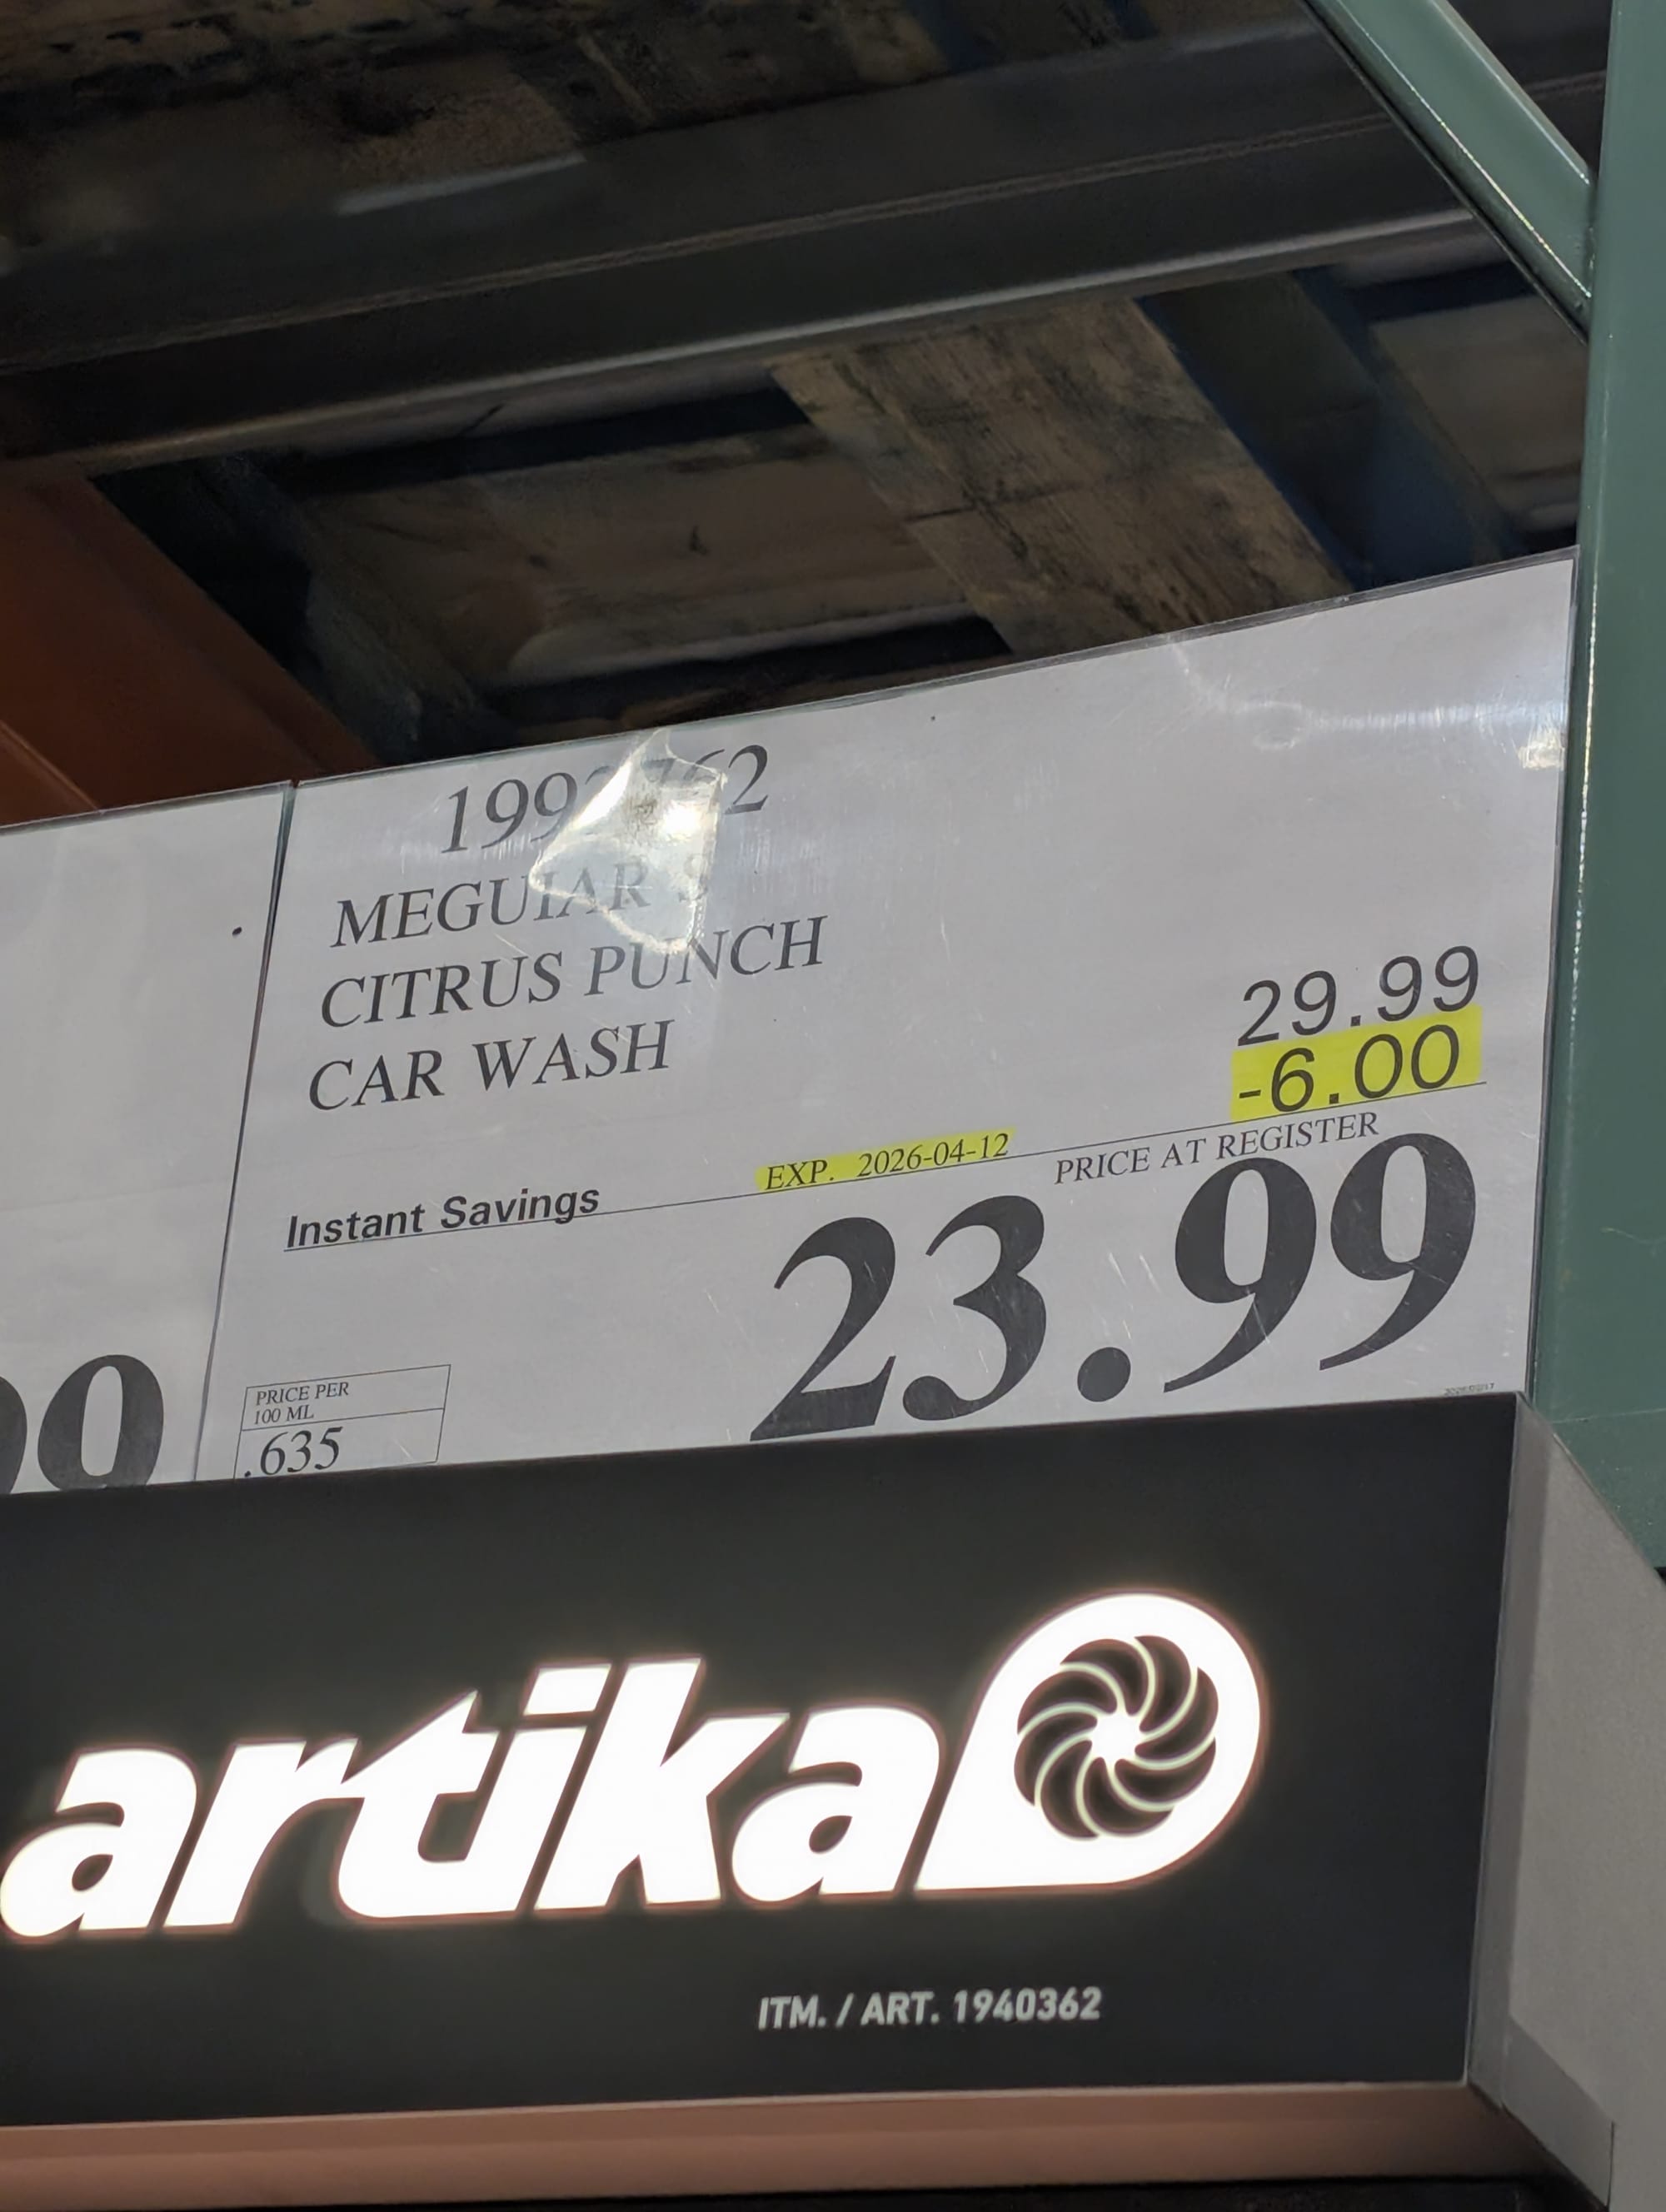 MEGUIAR S
CITRUS PUNCH
CAR WASH
29.99
-6.00
EXP. 2026-04-12
PRICE AT REGISTER
Instant Savings
23.99
PRICE PER
100 ML
.635
artika
ITM. / ART. 1940362